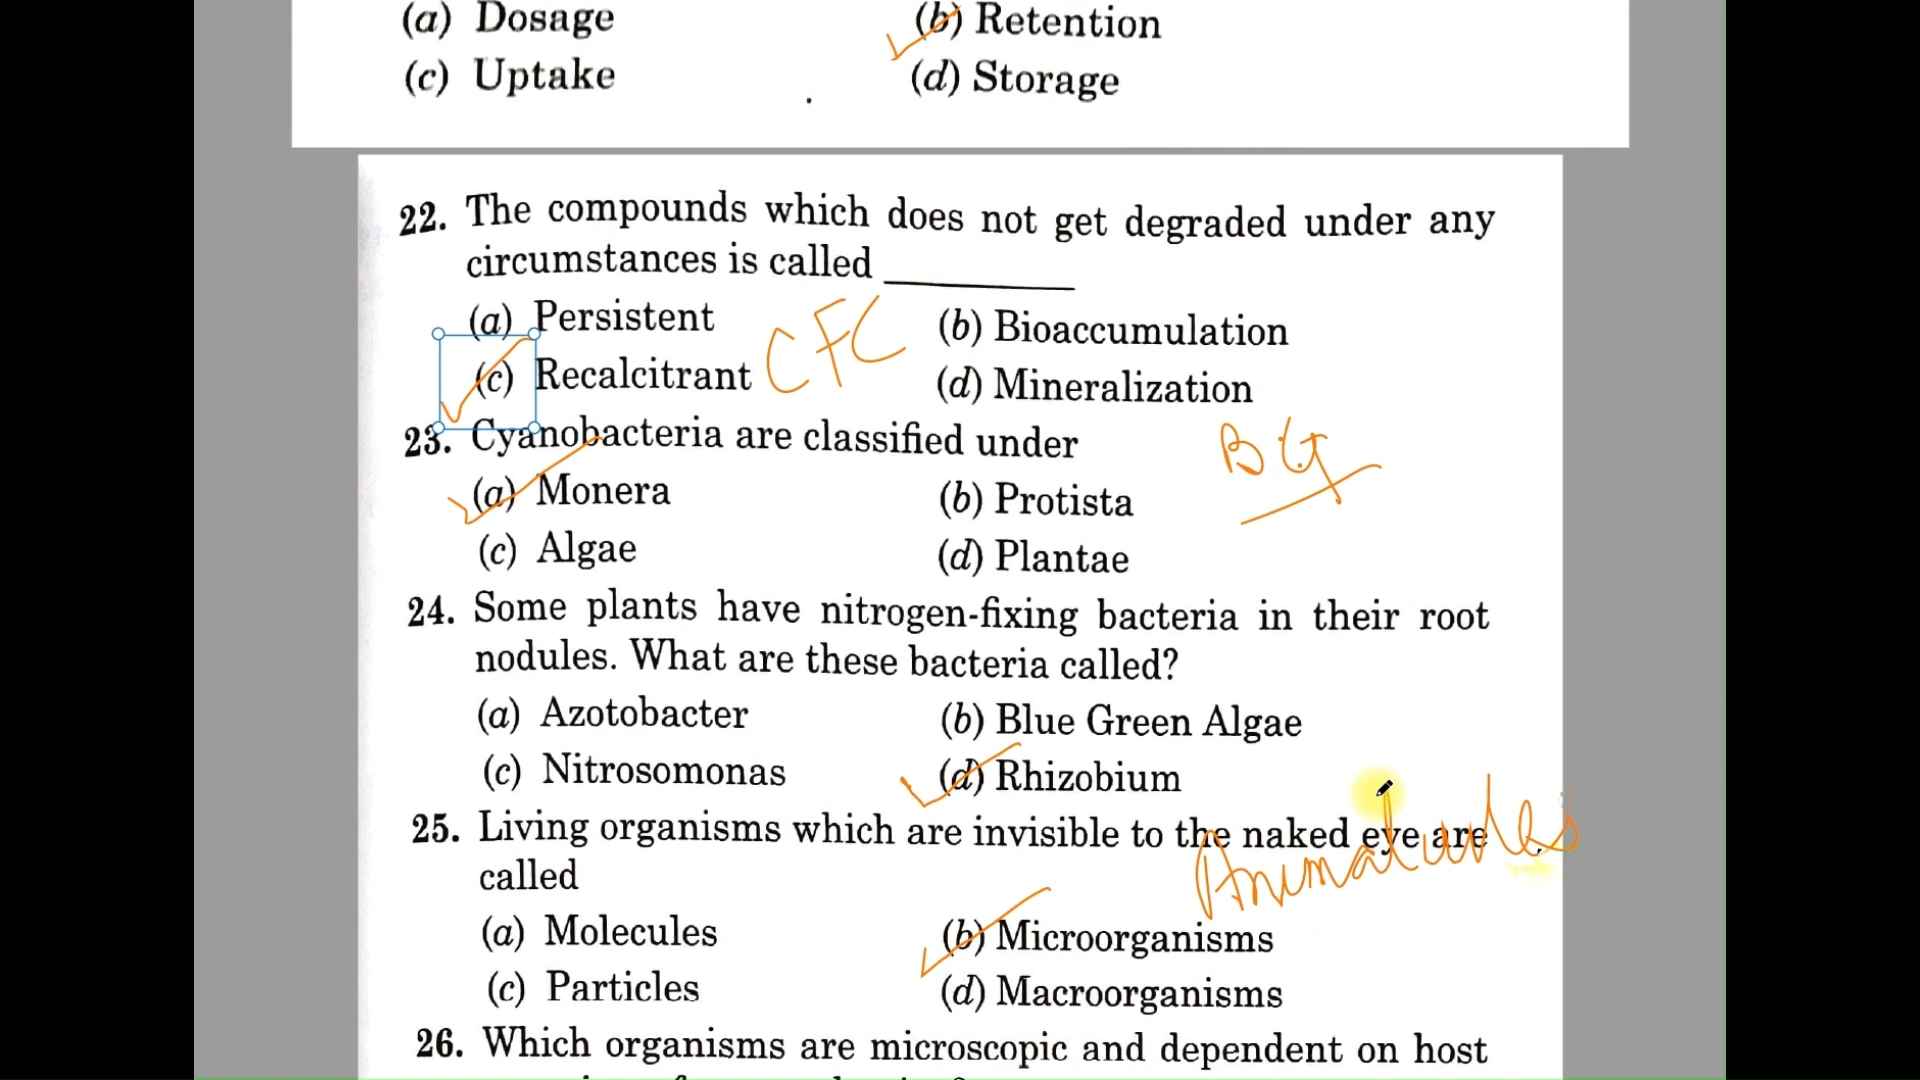 (a) Dosage (b) Retention
(c) Uptake (d) Storage
22. The compounds which does not get degraded under any
circumstances is called
(a) Persistent (b) Bioaccumulation
CFC
(c) Recalcitrant (d) Mineralization
23. Cyanobacteria are classified under
BG
(a) Monera (b) Protista
(c) Algae (d) Plantae
24. Some plants have nitrogen-fixing bacteria in their root
nodules. What are these bacteria called?
(a) Azotobacter (b) Blue Green Algae
(c) Nitrosomonas (d) Rhizobium
25. Living organisms which are invisible to the naked eye are
called
(a) Molecules (b) Microorganisms
(c) Particles (d) Macroorganisms
26. Which organisms are microscopic and dependent on host